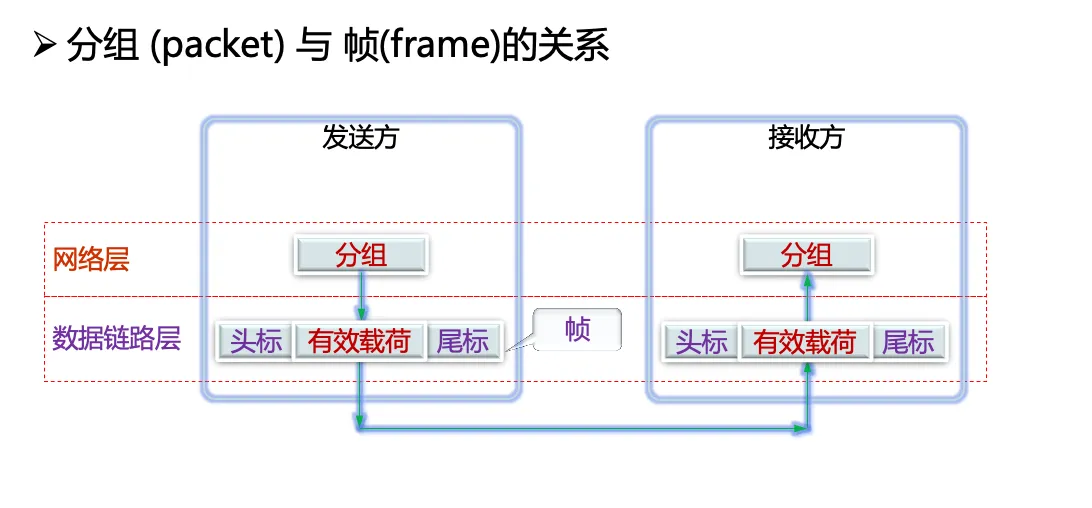 ➢ 分组 (packet) 与 帧(frame)的关系
发送方
接收方
网络层
分组
分组
数据链路层
头标 有效载荷 尾标
帧
头标 有效载荷 尾标